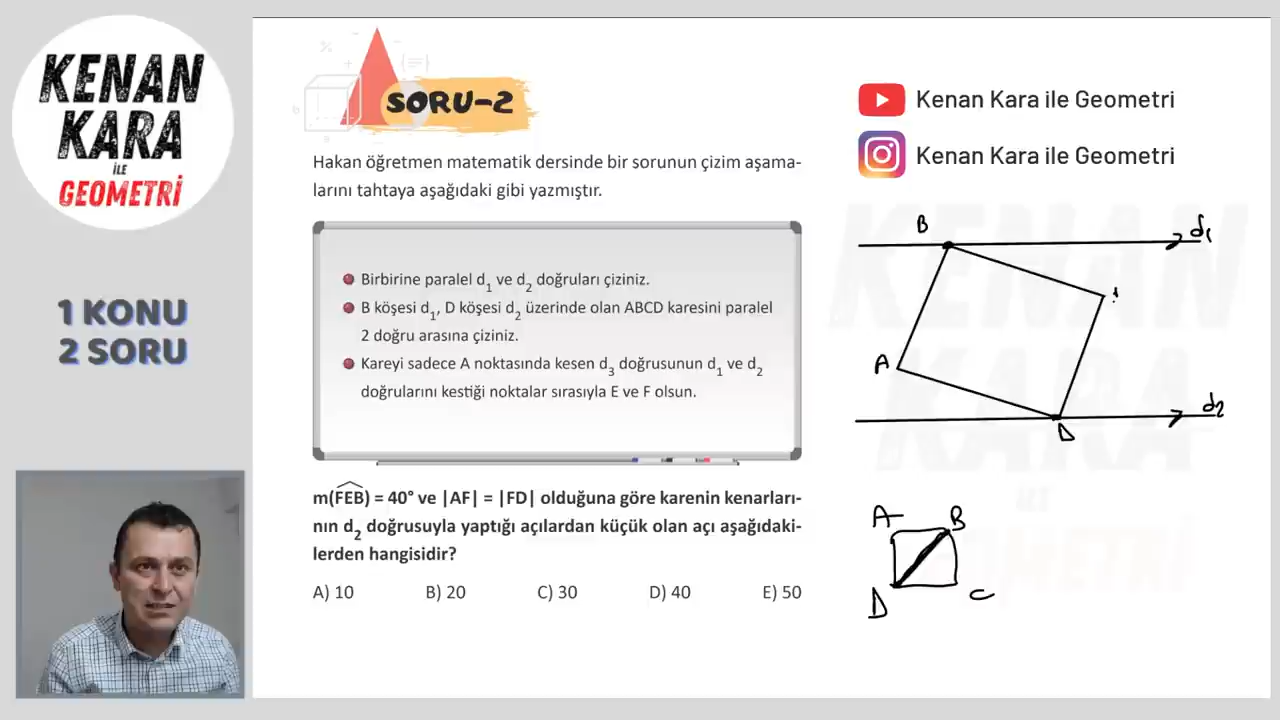 KENAN
KARA
İLE
GEOMETRİ
1 KONU
2 SORU
SORU-2
Hakan öğretmen matematik dersinde bir sorunun çizim aşama-
larını tahtaya aşağıdaki gibi yazmıştır.
Birbirine paralel d₁ ve d₂ doğruları çiziniz.
B köşesi d₁, D köşesi d₂ üzerinde olan ABCD karesini paralel
2 doğru arasına çiziniz.
Kareyi sadece A noktasında kesen d₃ doğrusunun d₁ ve d₂
doğrularını kestiği noktalar sırasıyla E ve F olsun.
m(FEB) = 40° ve |AF| = |FD| olduğuna göre karenin kenarları-
nın d₂ doğrusuyla yaptığı açılardan küçük olan açı aşağıdaki-
lerden hangisidir?
A) 10 B) 20 C) 30 D) 40 E) 50
Kenan Kara ile Geometri
Kenan Kara ile Geometri
B d₁
A
d₂
D
A B
D C
KENAN
KARA
İLE
GEOMETRİ